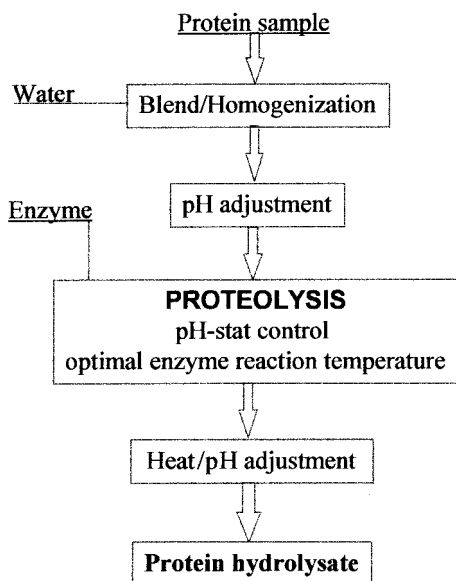 Protein sample
Water
Blend/Homogenization
pH adjustment
Enzyme
PROTEOLYSIS
pH-stat control
optimal enzyme reaction temperature
Heat/pH adjustment
Protein hydrolysate